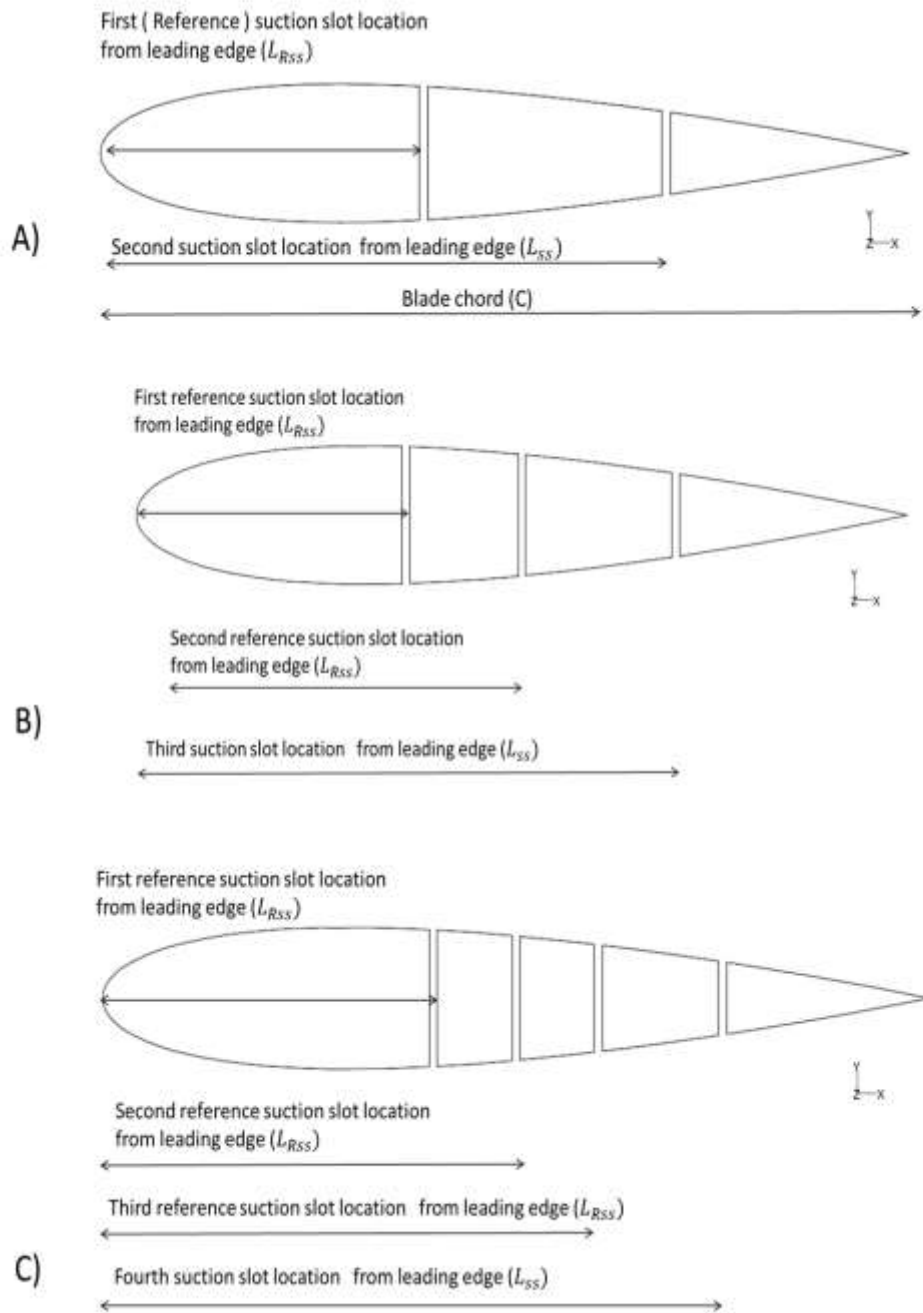 First ( Reference ) suction slot location
from leading edge (L_Rss)
A)
Second suction slot location from leading edge (L_ss)
Blade chord (C)
Y
Z X
First reference suction slot location
from leading edge (L_Rss)
Y
Z X
Second reference suction slot location
from leading edge (L_Rss)
B)
Third suction slot location from leading edge (L_ss)
First reference suction slot location
from leading edge (L_Rss)
Y
Z X
Second reference suction slot location
from leading edge (L_Rss)
Third reference suction slot location from leading edge (L_Rss)
C)
Fourth suction slot location from leading edge (L_ss)